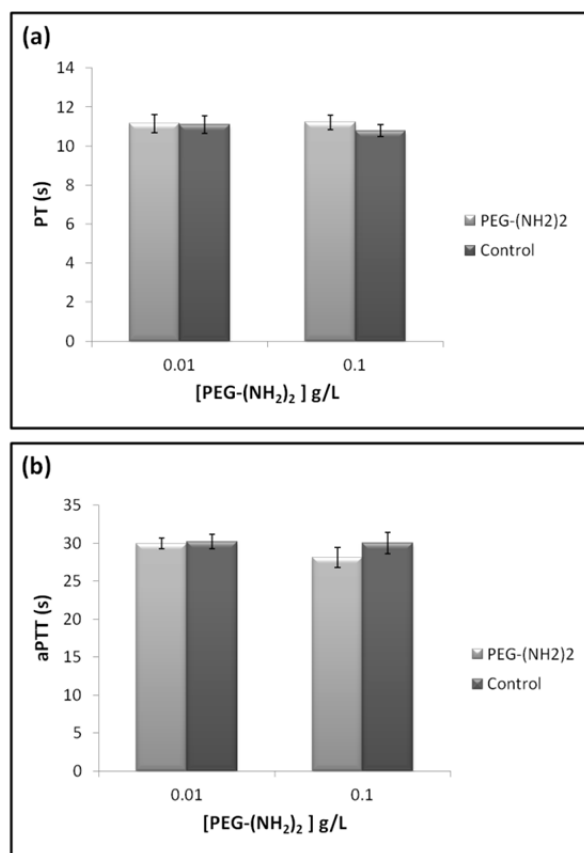 (a)
14
12
10
8
6
4
2
0
PT (s)
0.01 0.1
[PEG-(NH₂)₂ ] g/L
PEG-(NH2)2
Control
(b)
35
30
25
20
15
10
5
0
aPTT (s)
0.01 0.1
[PEG-(NH₂)₂ ] g/L
PEG-(NH2)2
Control